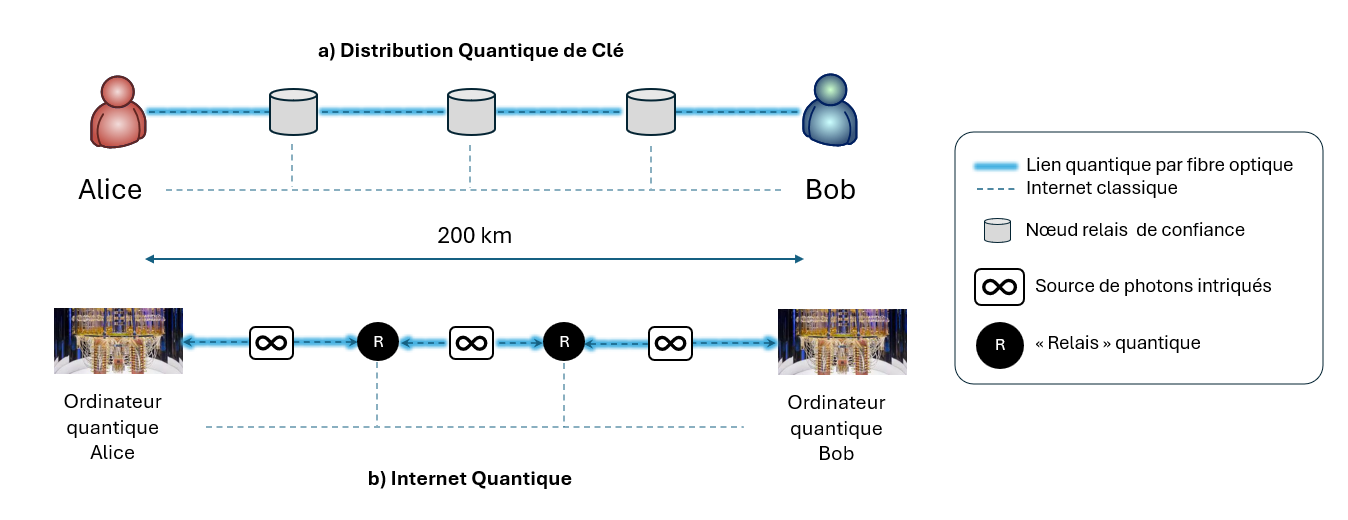 a) Distribution Quantique de Clé
Alice
Bob
200 km
R
R
Ordinateur
quantique
Alice
Ordinateur
quantique
Bob
b) Internet Quantique
Lien quantique par fibre optique
Internet classique
Nœud relais de confiance
Source de photons intriqués
R
« Relais » quantique